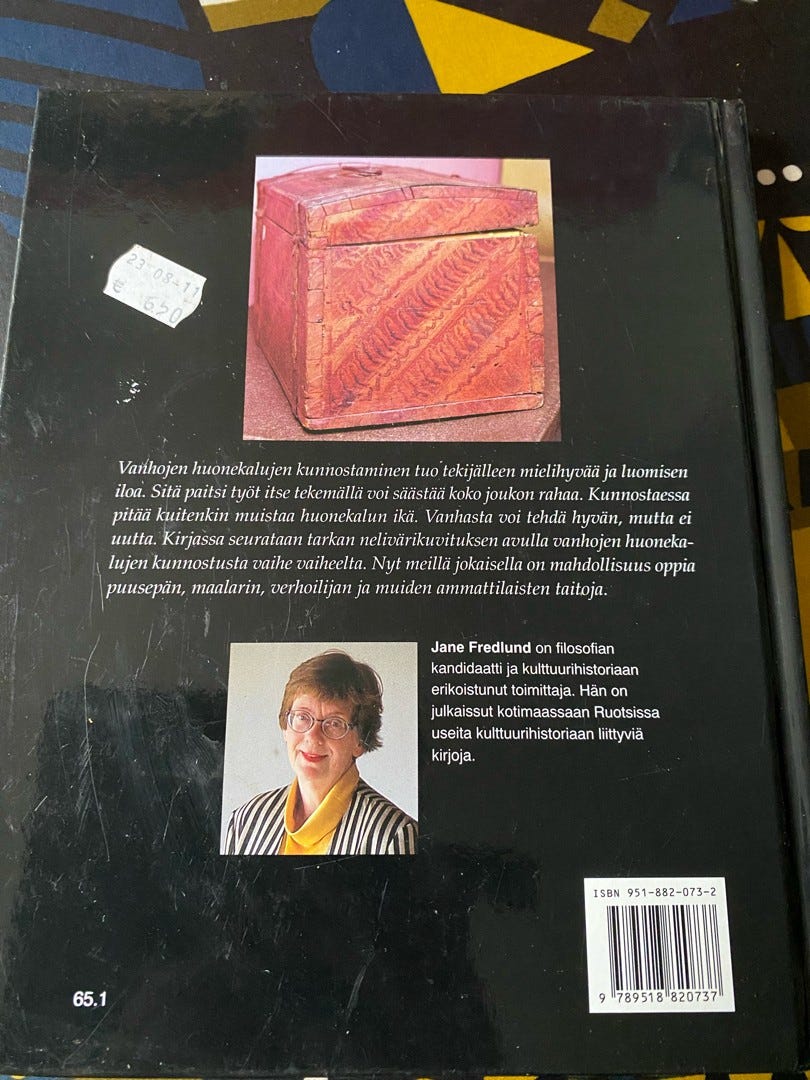 23-08-11
€ 6.50
Vanhojen huonekalujen kunnostaminen tuo tekijälleen mielihyvää ja luomisen
iloa. Sitä paitsi työt itse tekemällä voi säästää koko joukon rahaa. Kunnostaessa
pitää kuitenkin muistaa huonekalun ikä. Vanhasta voi tehdä hyvän, mutta ei
uutta. Kirjassa seurataan tarkan nelivärikuvituksen avulla vanhojen huoneka-
lujen kunnostusta vaihe vaiheelta. Nyt meillä jokaisella on mahdollisuus oppia
puusepän, maalarin, verhoilijan ja muiden ammattilaisten taitoja.
Jane Fredlund on filosofian
kandidaatti ja kulttuurihistoriaan
erikoistunut toimittaja. Hän on
julkaissut kotimaassaan Ruotsissa
useita kulttuurihistoriaan liittyviä
kirjoja.
ISBN 951-882-073-2
9 789518 820737
65.1